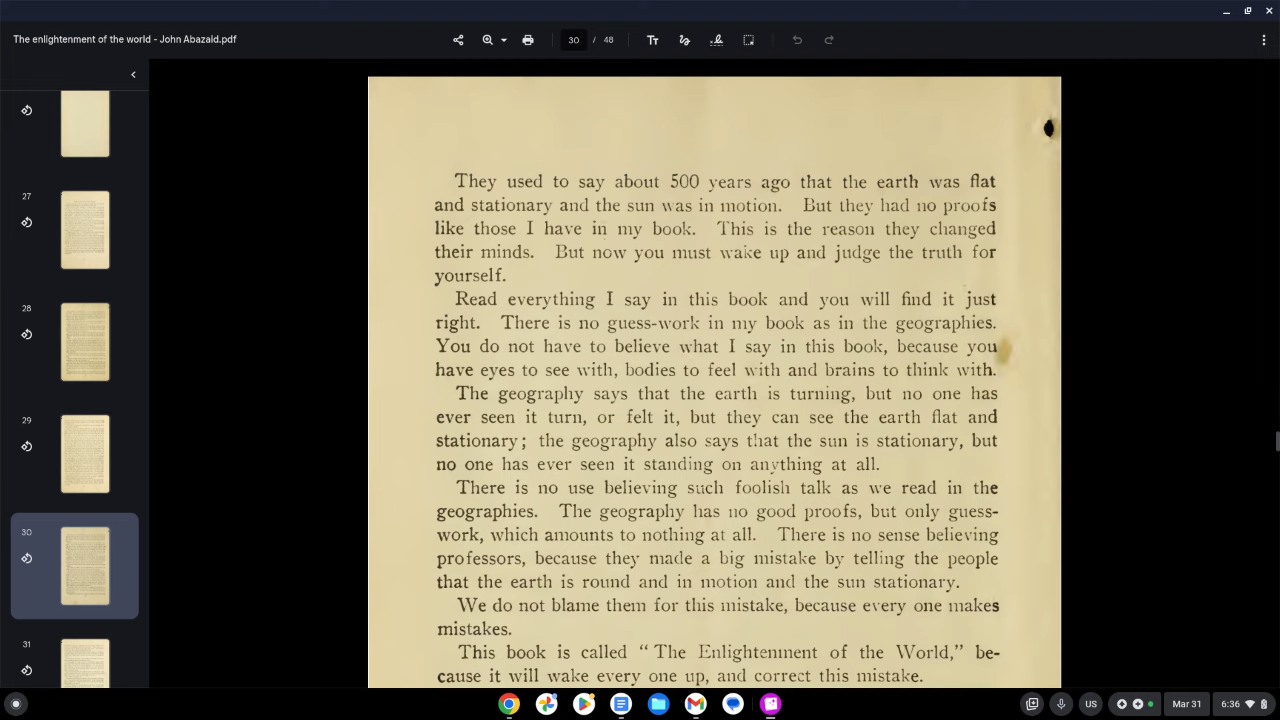 The enlightenment of the world - John Abazaid.pdf
30 / 48
27
28
29
30
31
They used to say about 500 years ago that the earth was flat
and stationary and the sun was in motion. But they had no proofs
like those I have in my book. This is the reason they changed
their minds. But now you must wake up and judge the truth for
yourself.
Read everything I say in this book and you will find it just
right. There is no guess-work in my book as in the geographies.
You do not have to believe what I say in this book, because you
have eyes to see with, bodies to feel with and brains to think with.
The geography says that the earth is turning, but no one has
ever seen it turn, or felt it, but they can see the earth flat and
stationary; the geography also says that the sun is stationary, but
no one has ever seen it standing on anything at all.
There is no use believing such foolish talk as we read in the
geographies. The geography has no good proofs, but only guess-
work, which amounts to nothing at all. There is no sense believing
professors, because they made a big mistake by telling the people
that the earth is round and in motion and the sun stationary.
We do not blame them for this mistake, because every one makes
mistakes.
This book is called "The Enlightenment of the World," be-
cause it will wake every one up, and correct this mistake.
US
Mar 31
6:36